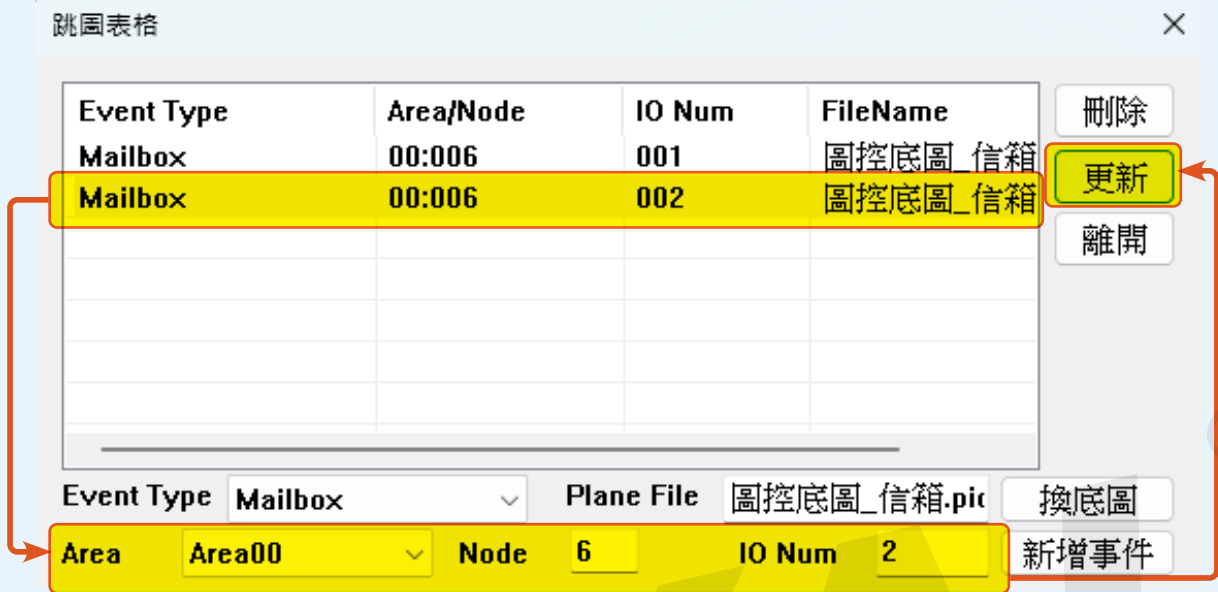 跳圖表格
Event Type Area/Node IO Num FileName
Mailbox 00:006 001 圖控底圖_信箱
Mailbox 00:006 002 圖控底圖_信箱
刪除
更新
離開
Event Type Mailbox Plane File 圖控底圖_信箱.pic 換底圖
Area Area00 Node 6 IO Num 2 新增事件